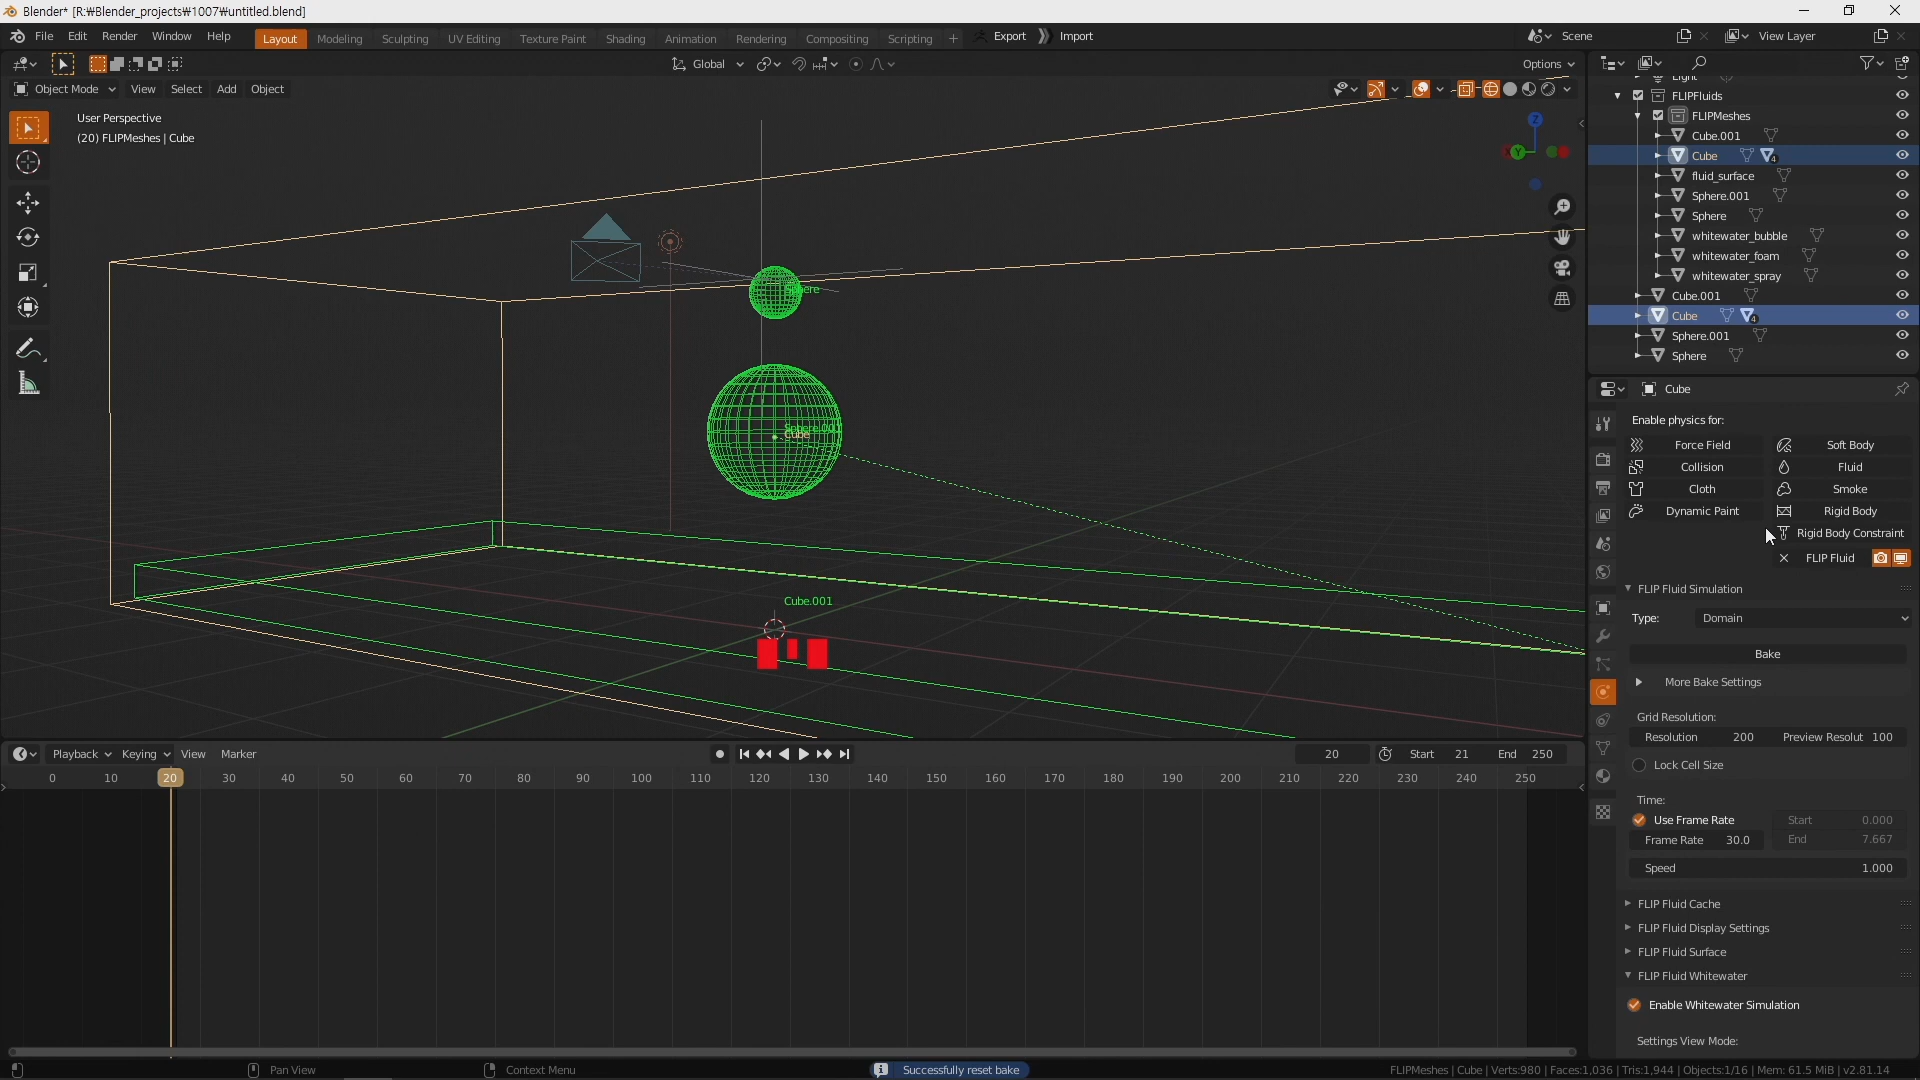 Blender* [R:₩Blender_projects₩1007₩untitled.blend]
File Edit Render Window Help Layout Modeling Sculpting UV Editing Texture Paint Shading Animation Rendering Compositing Scripting + Export Import Scene View Layer
Global Options
Object Mode View Select Add Object
User Perspective
(20) FLIPMeshes | Cube
Z
Y
Sphere
Cube
Cube.001
Light
FLIPFluids
FLIPMeshes
Cube.001
Cube 4
fluid_surface
Sphere.001
Sphere
whitewater_bubble
whitewater_foam
whitewater_spray
Cube.001
Cube 4
Sphere.001
Sphere
Cube
Enable physics for:
Force Field Soft Body
Collision Fluid
Cloth Smoke
Dynamic Paint Rigid Body
Rigid Body Constraint
FLIP Fluid
FLIP Fluid Simulation
Type: Domain
Bake
More Bake Settings
Grid Resolution:
Resolution 200 Preview Resolut 100
Lock Cell Size
Time:
Use Frame Rate Start 0.000
Frame Rate 30.0 End 7.667
Speed 1.000
FLIP Fluid Cache
FLIP Fluid Display Settings
FLIP Fluid Surface
FLIP Fluid Whitewater
Enable Whitewater Simulation
Settings View Mode:
Playback Keying View Marker 20 Start 21 End 250
0 10 20 30 40 50 60 70 80 90 100 110 120 130 140 150 160 170 180 190 200 210 220 230 240 250
Pan View Context Menu Successfully reset bake FLIPMeshes | Cube | Verts:980 | Faces:1,036 | Tris:1,944 | Objects:1/16 | Mem: 61.5 MiB | v2.81.14